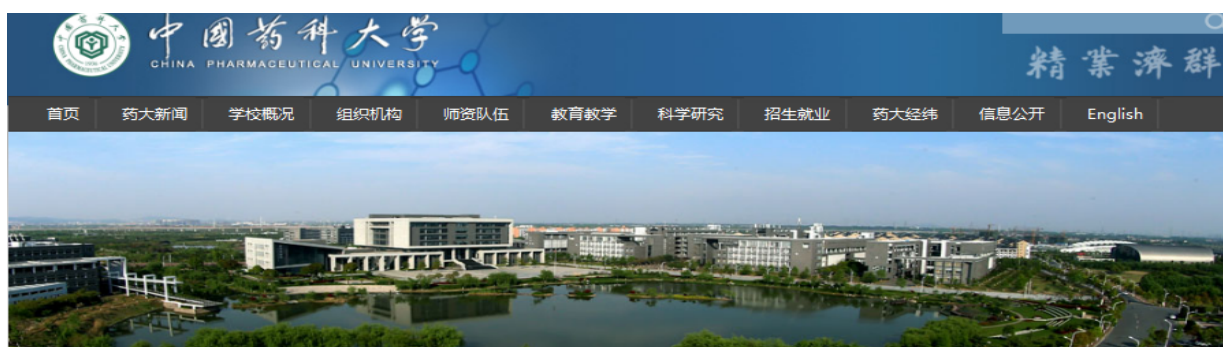 中國药科大学
CHINA PHARMACEUTICAL UNIVERSITY
精業濟群
首页 药大新闻 学校概况 组织机构 师资队伍 教育教学 科学研究 招生就业 药大经纬 信息公开 English